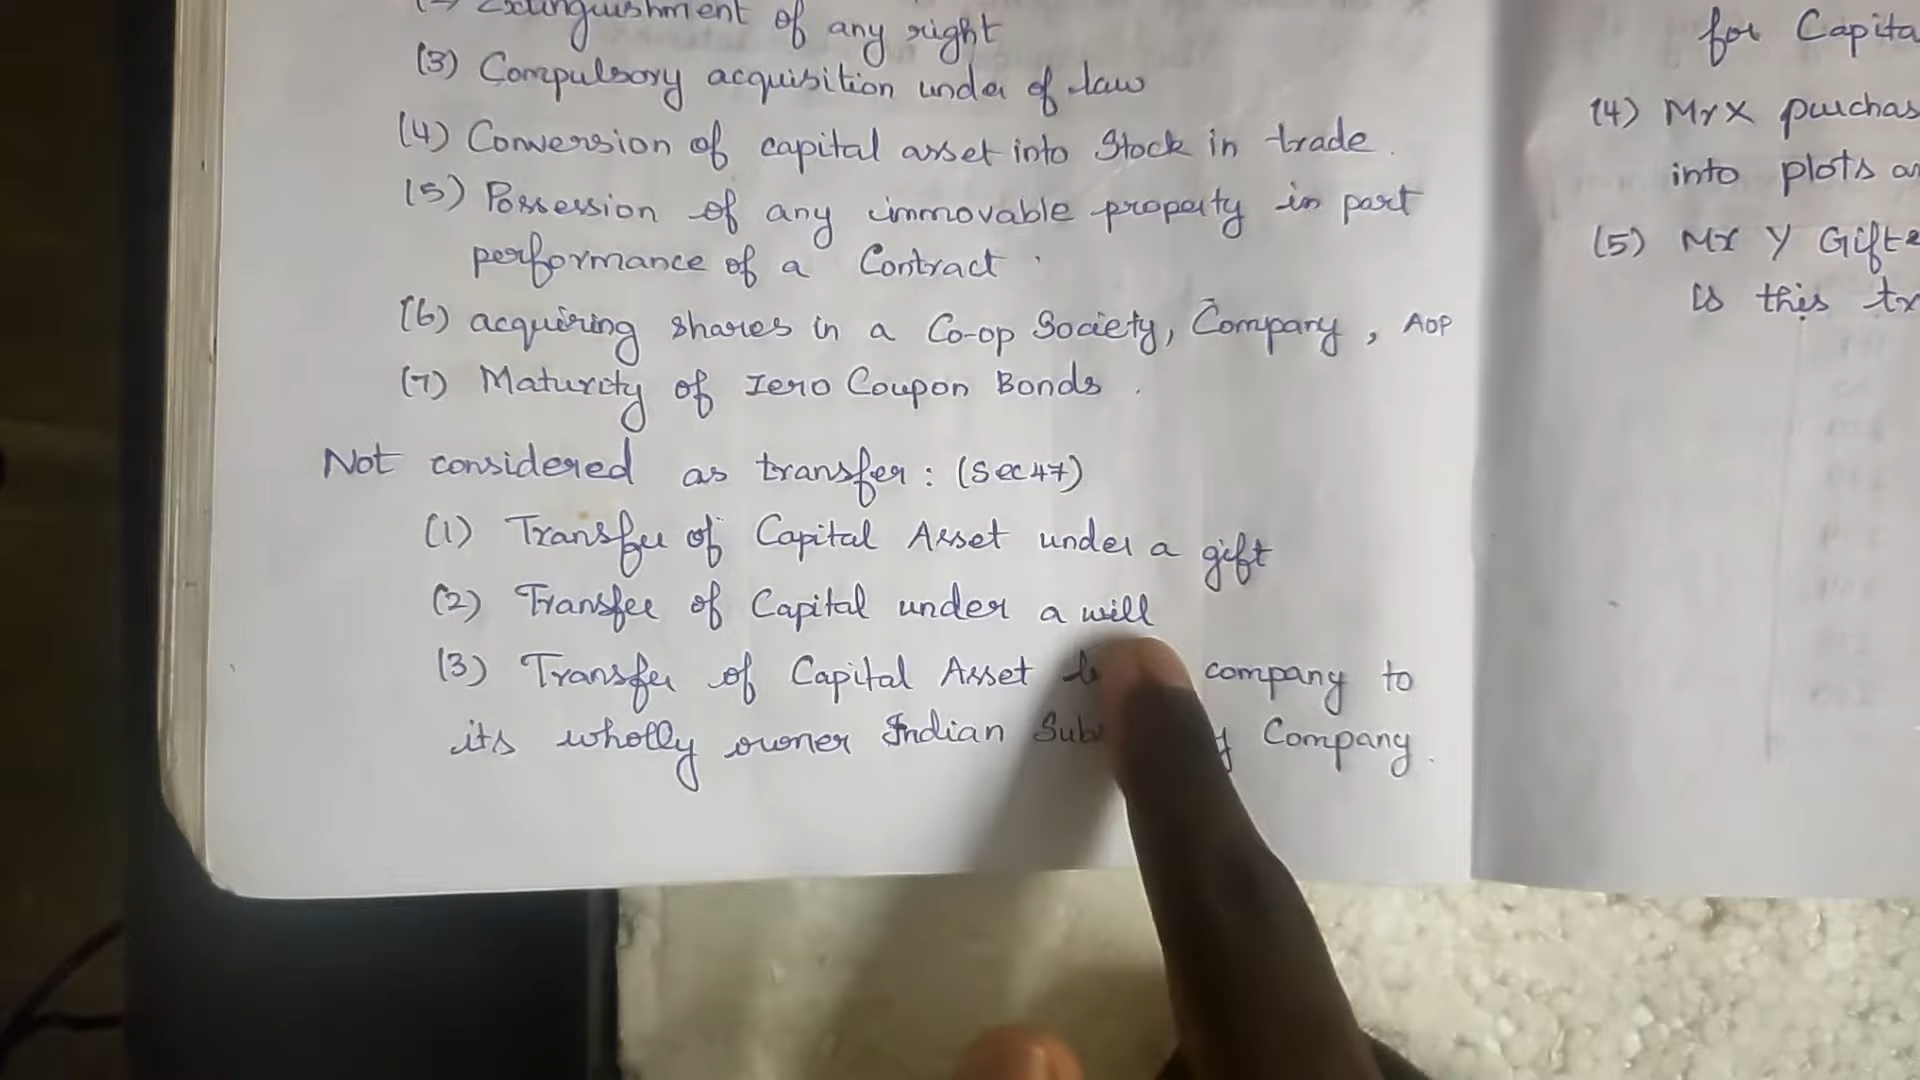 Extinguishment of any right
(3) Compulsory acquisition under of law
(4) Conversion of capital asset into Stock in trade.
(5) Possession of any immovable property in part
performance of a Contract.
(6) acquiring shares in a Co-op Society, Company, AOP
(7) Maturity of Zero Coupon Bonds.
Not considered as transfer: (Sec 47)
(1) Transfer of Capital Asset under a gift
(2) Transfer of Capital under a will
(3) Transfer of Capital Asset company to
its wholly owner Indian Company.
for Capita
(4) Mr X purchas
into plots
(5) Mr Y Gift
Is this